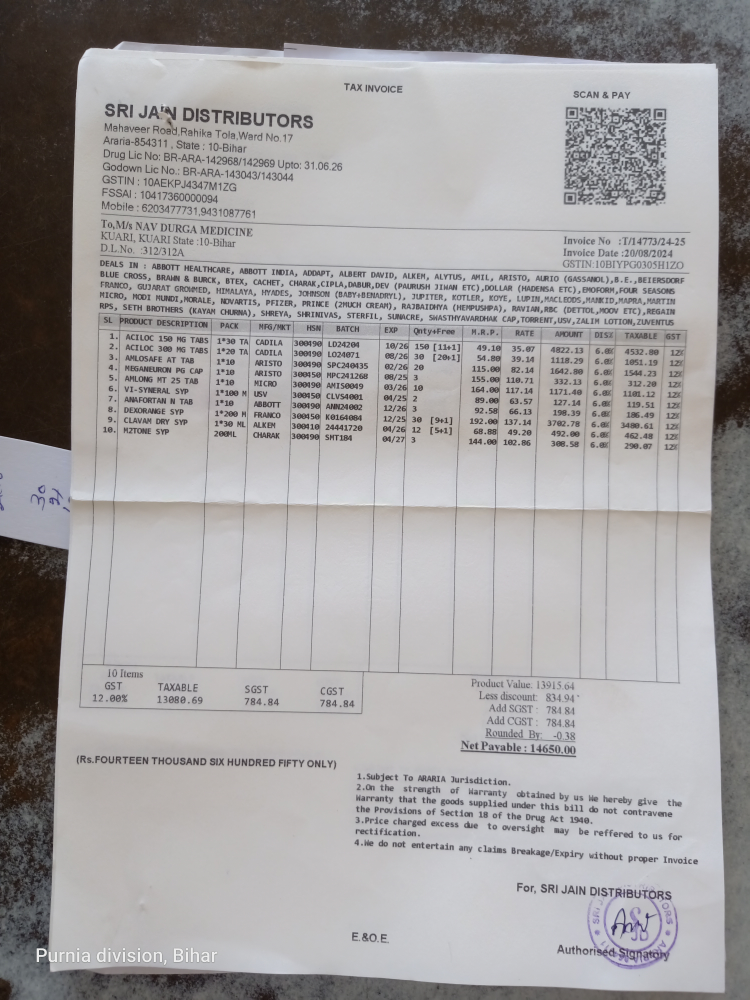 TAX INVOICE
SCAN & PAY
SRI JAIN DISTRIBUTORS
Mahaveer Road,Rahika Tola,Ward No.17
Araria-854311 , State : 10-Bihar
Drug Lic No: BR-ARA-142968/142969 Upto: 31.06.26
Godown Lic No.: BR-ARA-143043/143044
GSTIN : 10AEKPJ4347M1ZG
FSSAI : 10417360000094
Mobile : 6203477731,9431087761
To,M/s NAV DURGA MEDICINE
KUARI, KUARI State :10-Bihar
D.L.No. :312/312A
Invoice No :T/14773/24-25
Invoice Date :20/08/2024
GSTIN:10BIYPG0305H1ZO
DEALS IN : ABBOTT HEALTHCARE, ABBOTT INDIA, ADDAPT, ALBERT DAVID, ALKEM, ALYTUS, AMIL, ARISTO, AURIO (GASSANOL),B.E.,BEIERSDORF
BLUE CROSS, BRAWN & BURCK, BTEX, CACHET, CHARAK,CIPLA,DABUR,DEV (PAURUSH JIWAN ETC),DOLLAR (HADENSA ETC),EMOFORM,FOUR SEASONS
FRANCO, GUJARAT GROWMED, HIMALAYA, HYADES, JOHNSON (BABY+BENADRYL), JUPITER, KOTLER, KOYE, LUPIN,MACLEODS,MANKID,MAPRA,MARTIN
MICRO, MODI MUNDI,MORALE, NOVARTIS, PFIZER, PRINCE (2MUCH CREAM), RAJBAIDHYA (HEMPUSHPA), RAVIAN,RBC (DETTOL,MOOV ETC),REGAIN
RPS, SETH BROTHERS (KAYAM CHURNA), SHREYA, SHRINIVAS, STERFIL, SUNACRE, SWASTHYAVARDHAK CAP,TORRENT,USV,ZALIM LOTION,ZUVENTUS
SL PRODUCT DESCRIPTION PACK MFG/MKT HSN BATCH EXP Qnty+Free M.R.P. RATE AMOUNT DIS% TAXABLE GST
1. ACILOC 150 MG TABS 1*30 TA CADILA 300490 LD24204 10/26 150 [11+1] 49.10 35.07 4822.13 6.0% 4532.80 12%
2. ACILOC 300 MG TABS 1*20 TA CADILA 300490 LO24071 08/26 30 [20+1] 54.80 39.14 1118.29 6.0% 1051.19 12%
3. AMLOSAFE AT TAB 1*10 ARISTO 300490 SPC240435 02/26 20 115.00 82.14 1642.80 6.0% 1544.23 12%
4. MEGANEURON PG CAP 1*10 ARISTO 300450 MPC241268 08/25 3 155.00 110.71 332.13 6.0% 312.20 12%
5. AMLONG MT 25 TAB 1*10 MICRO 300490 AMIS0049 03/26 10 164.00 117.14 1171.40 6.0% 1101.12 12%
6. VI-SYNERAL SYP 1*100 M USV 300450 CLVS4001 04/25 2 89.00 63.57 127.14 6.0% 119.51 12%
7. ANAFORTAN N TAB 1*10 ABBOTT 300490 ANN24002 12/26 3 92.58 66.13 198.39 6.0% 186.49 12%
8. DEXORANGE SYP 1*200 M FRANCO 300450 K0164084 12/25 30 [9+1] 192.00 137.14 3702.78 6.0% 3480.61 12%
9. CLAVAM DRY SYP 1*30 ML ALKEM 300410 24441720 04/26 12 [5+1] 68.88 49.20 492.00 6.0% 462.48 12%
10. M2TONE SYP 200ML CHARAK 300490 SMT184 04/27 3 144.00 102.86 308.58 6.0% 290.07 12%
10 Items
GST TAXABLE SGST CGST
12.00% 13080.69 784.84 784.84
Product Value. 13915.64
Less discount: 834.94
Add SGST : 784.84
Add CGST : 784.84
Rounded By: -0.38
Net Payable : 14650.00
(Rs.FOURTEEN THOUSAND SIX HUNDRED FIFTY ONLY)
1.Subject To ARARIA Jurisdiction.
2.On the strength of Warranty obtained by us We hereby give the
Warranty that the goods supplied under this bill do not contravene
the Provisions of Section 18 of the Drug Act 1940.
3.Price charged excess due to oversight may be reffered to us for
rectification.
4.We do not entertain any claims Breakage/Expiry without proper Invoice
For, SRI JAIN DISTRIBUTORS
E.&O.E.
Authorised Signatory
Purnia division, Bihar